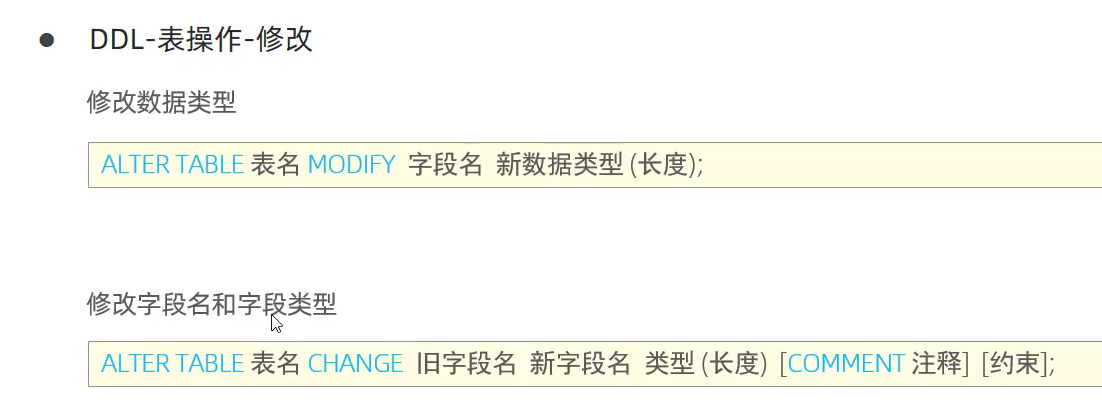 DDL-表操作-修改
修改数据类型
ALTER TABLE 表名 MODIFY 字段名 新数据类型 (长度);
修改字段名和字段类型
ALTER TABLE 表名 CHANGE 旧字段名 新字段名 类型 (长度) [COMMENT 注释] [约束];